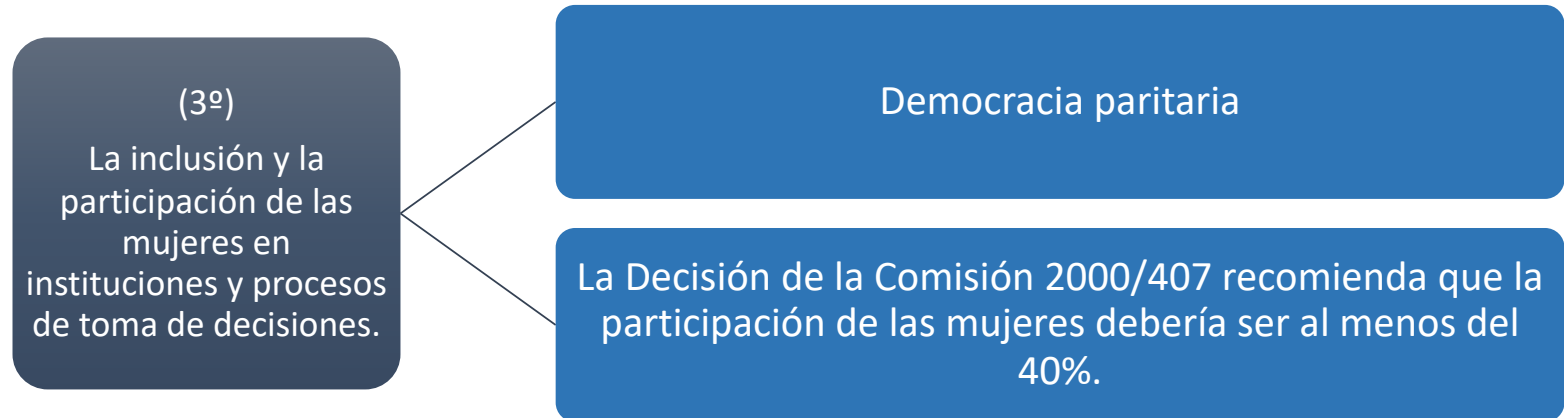 (3º)
La inclusión y la
participación de las
mujeres en
instituciones y procesos
de toma de decisiones.
Democracia paritaria
La Decisión de la Comisión 2000/407 recomienda que la
participación de las mujeres debería ser al menos del
40%.